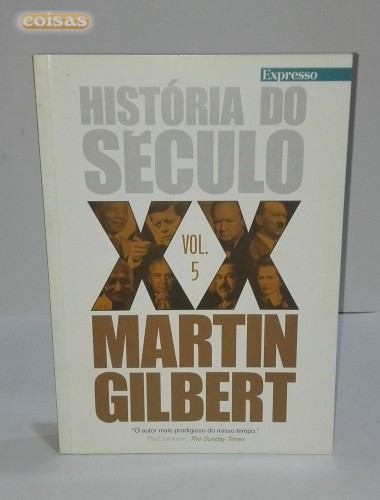 coisas
Expresso
HISTÓRIA DO
SÉCULO
XX
VOL.
5
MARTIN
GILBERT
"O autor mais prodigioso do nosso tempo."
Paul Johnson, The Sunday Times